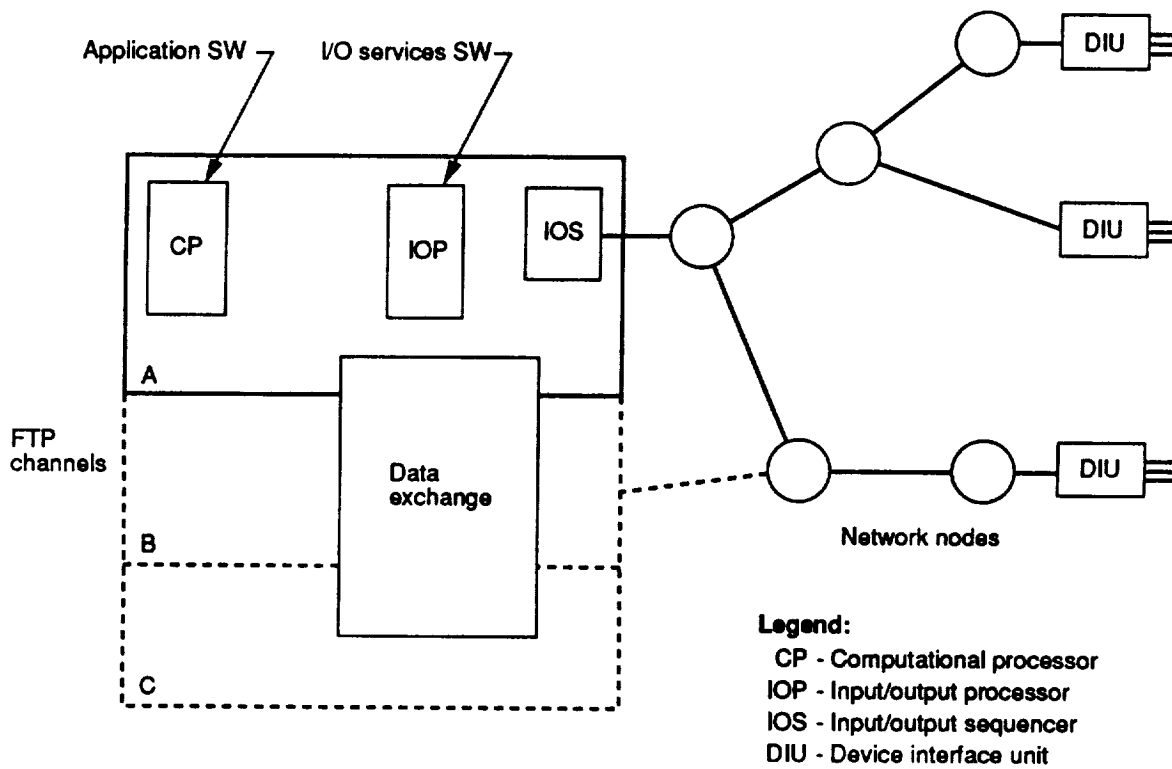 Application SW
I/O services SW
DIU
CP
IOP
IOS
DIU
A
FTP
channels
Data
exchange
DIU
B
Network nodes
C
Legend:
CP - Computational processor
IOP - Input/output processor
IOS - Input/output sequencer
DIU - Device interface unit